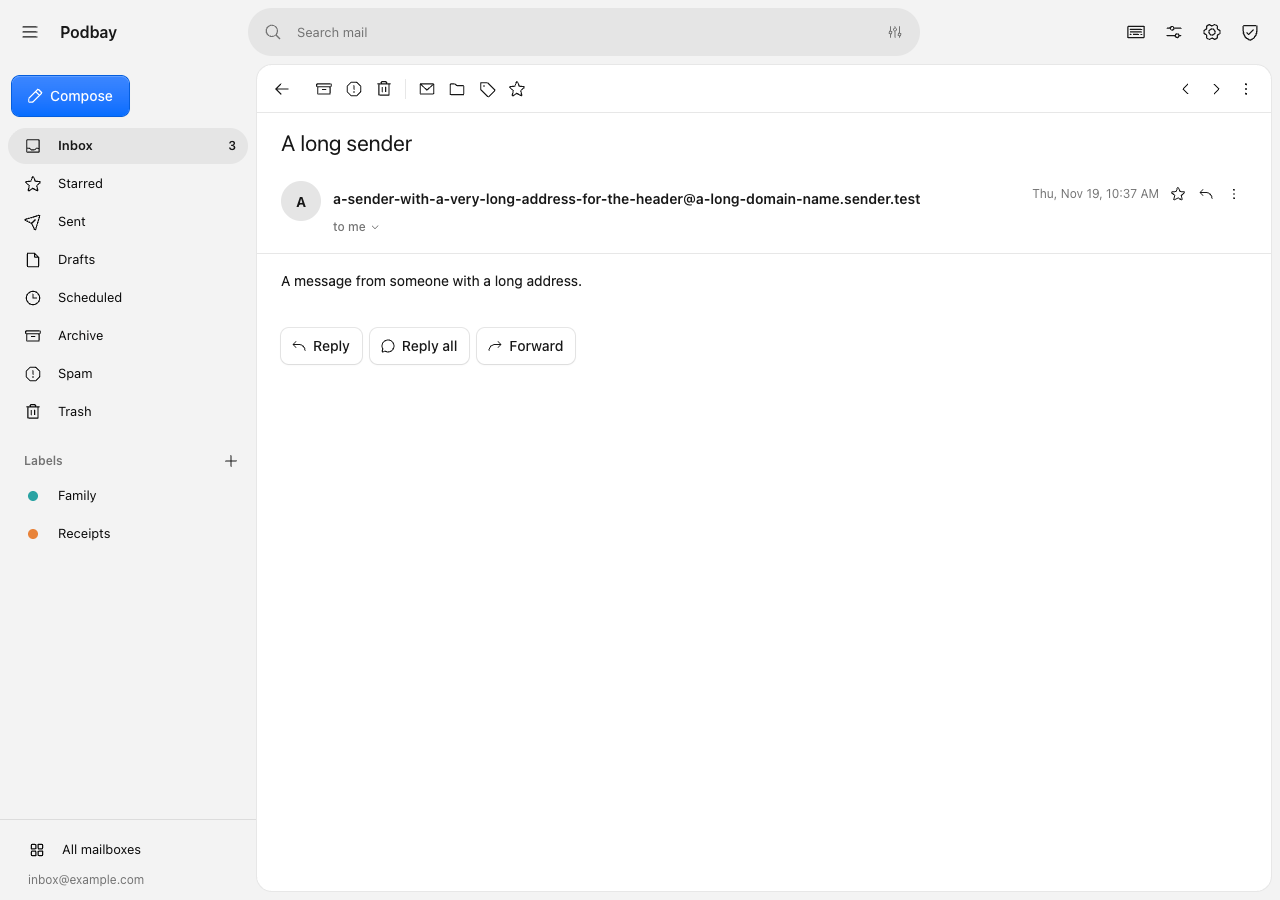 Podbay
Search mail
Compose
Inbox 3
Starred
Sent
Drafts
Scheduled
Archive
Spam
Trash
Labels
Family
Receipts
All mailboxes
inbox@example.com
A long sender
A
a-sender-with-a-very-long-address-for-the-header@a-long-domain-name.sender.test
Thu, Nov 19, 10:37 AM
to me
A message from someone with a long address.
Reply
Reply all
Forward